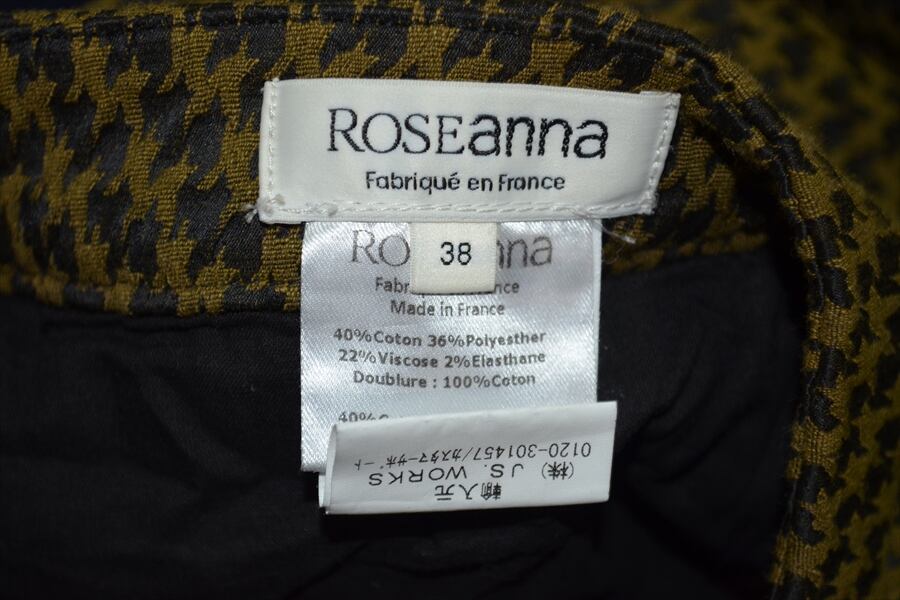 ROSEanna
Fabriqué en France
38
Made in France
40%Coton 36%Polyesther
22%Viscose 2%Elasthane
Doublure : 100%Coton
輸入元
(株) J.S. WORKS
0120-301457/カスタマーサポート